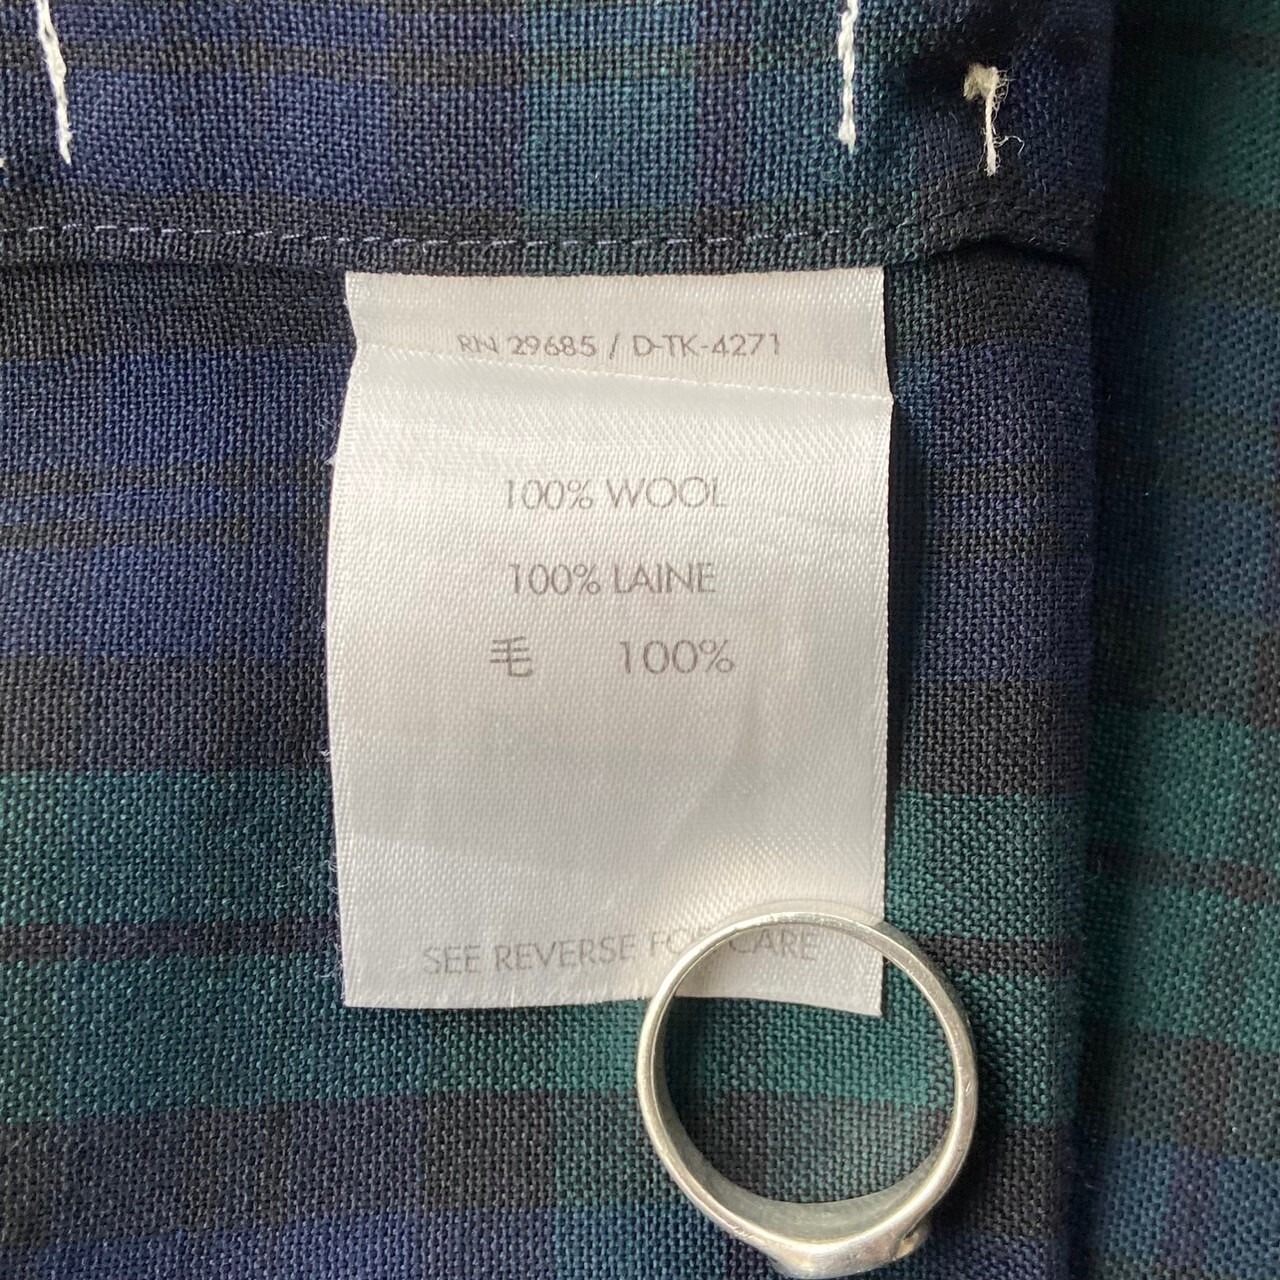 RN 29685 / D-TK-4271
100% WOOL
100% LAINE
毛 100%
SEE REVERSE FOR CARE